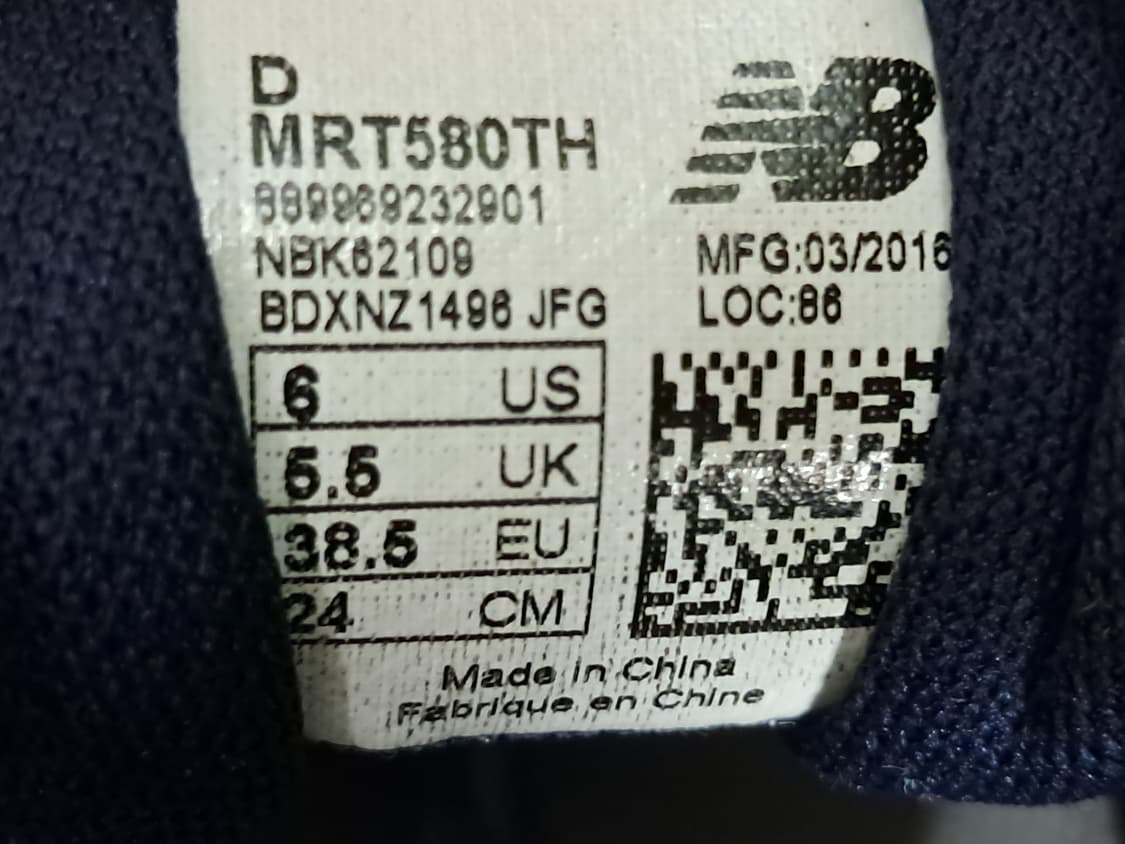 D
MRT580TH
889969232901
NBK62109
BDXNZ1496 JFG
NB
MFG:03/2016
LOC:86
6 US
5.5 UK
38.5 EU
24 CM
Made in China
Fabrique en Chine